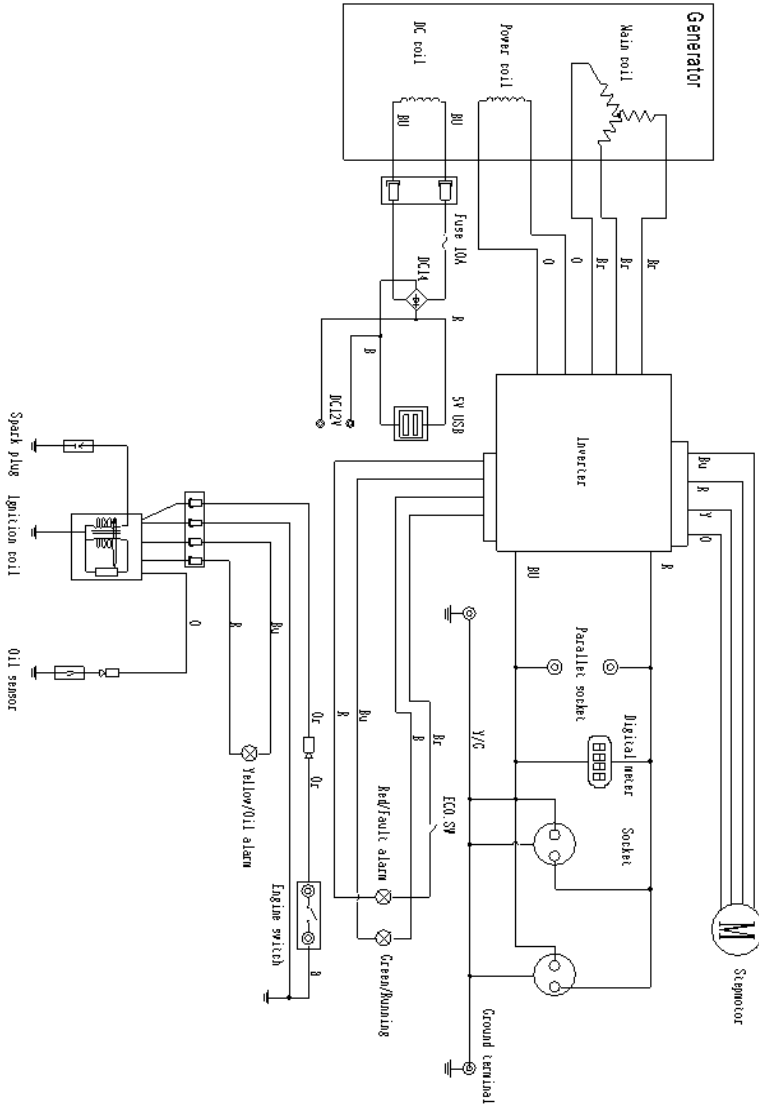 Generator
Main coil
Power coil
DC coil
BU
BU
Fuse 10A
DC14
R
B
DC12V
5V USB
O
O
Br
Br
Br
Inverter
Bu
R
Y
O
Stepmotor
R
BU
Parallel socket
Digital meter
Socket
Y/G
Ground terminal
Br
B
Bu
R
ECO.SW
Red/Fault alarm
Green/Running
Or
Or
Engine switch
B
Bu
R
Yellow/Oil alarm
O
Spark plug
Ignition coil
Oil sensor
M